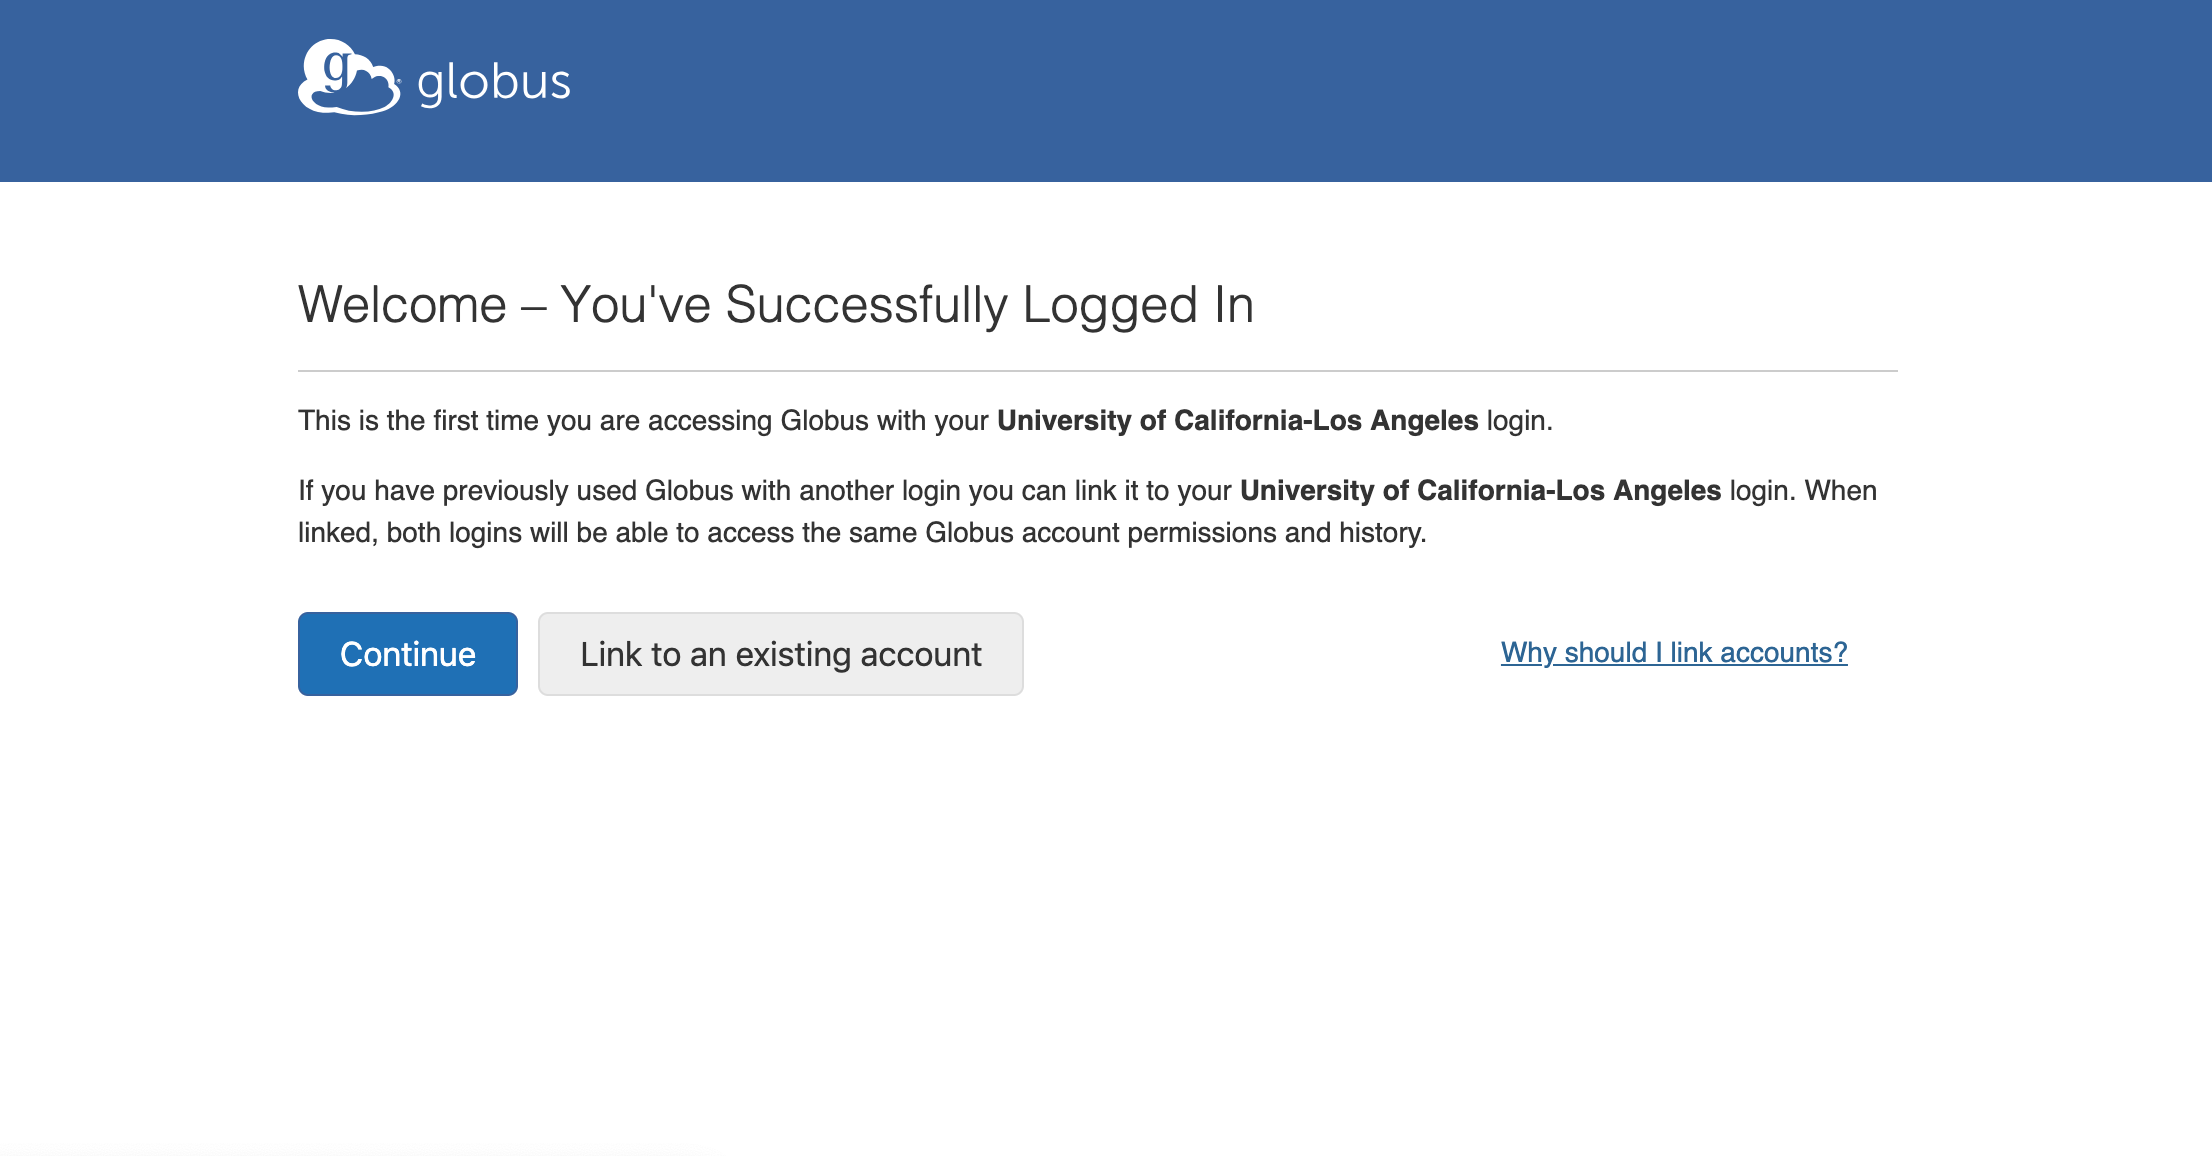 globus
Welcome – You've Successfully Logged In
This is the first time you are accessing Globus with your University of California-Los Angeles login.
If you have previously used Globus with another login you can link it to your University of California-Los Angeles login. When
linked, both logins will be able to access the same Globus account permissions and history.
Continue
Link to an existing account
Why should I link accounts?